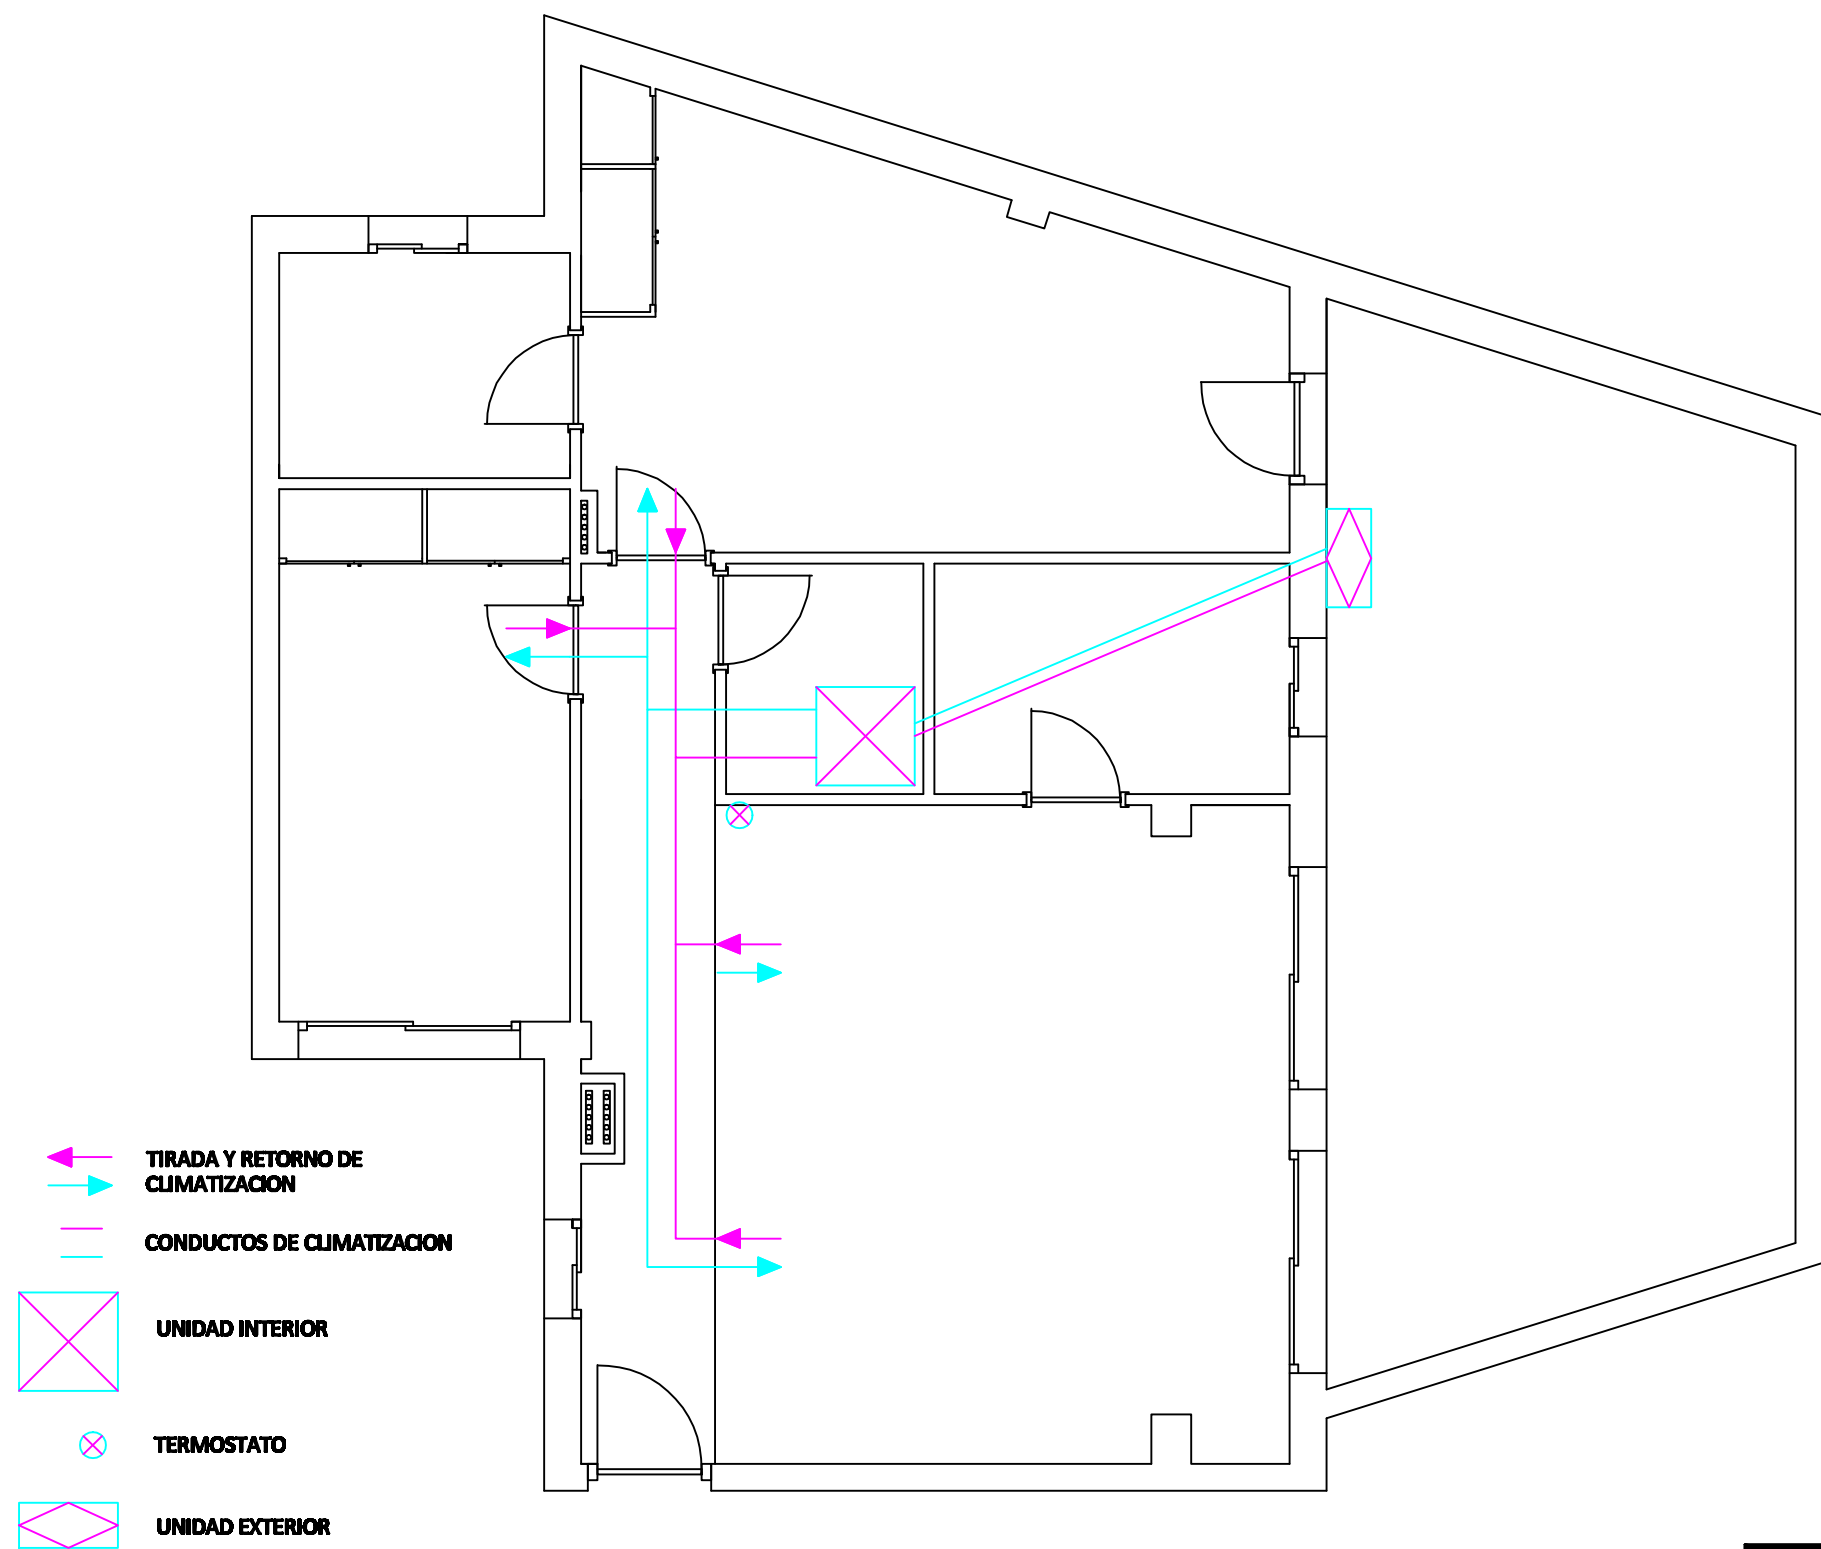 TIRADA Y RETORNO DE
CLIMATIZACION
CONDUCTOS DE CLIMATIZACION
UNIDAD INTERIOR
TERMOSTATO
UNIDAD EXTERIOR